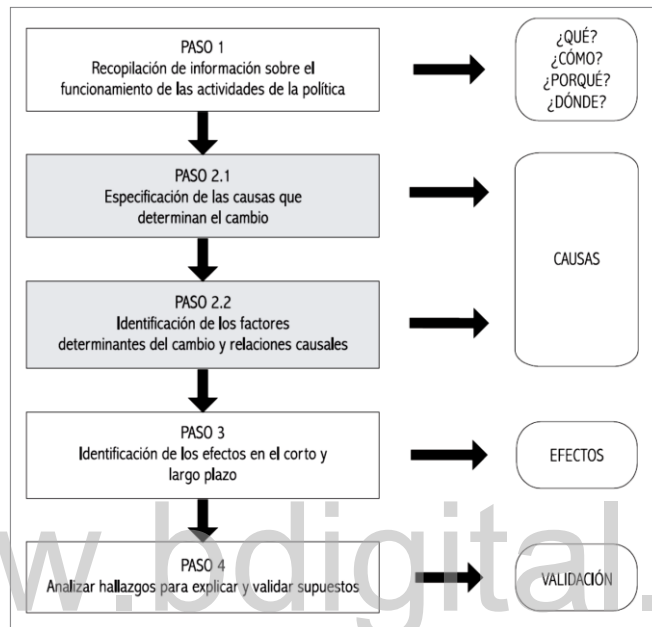 PASO 1
Recopilación de información sobre el
funcionamiento de las actividades de la política
¿QUÉ?
¿CÓMO?
¿PORQUÉ?
¿DÓNDE?
PASO 2.1
Especificación de las causas que
determinan el cambio
CAUSAS
PASO 2.2
Identificación de los factores
determinantes del cambio y relaciones causales
PASO 3
Identificación de los efectos en el corto y
largo plazo
EFECTOS
PASO 4
Analizar hallazgos para explicar y validar supuestos
VALIDACIÓN
w.bdigital.